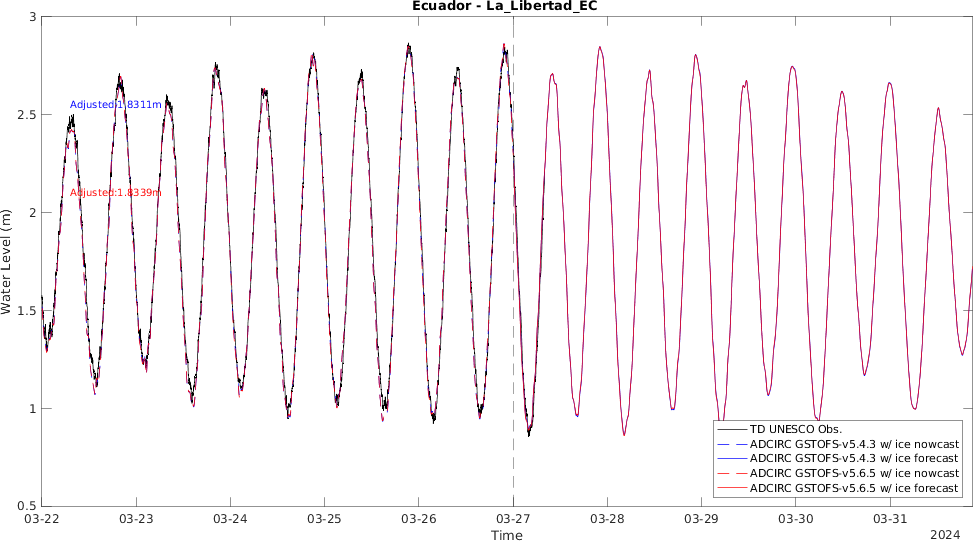 Ecuador - La_Libertad_EC
3
2.5
2
1.5
1
0.5
Water Level (m)
Adjusted:1.8311m
Adjusted:1.8339m
TD UNESCO Obs.
ADCIRC GSTOFS-v5.4.3 w/ ice nowcast
ADCIRC GSTOFS-v5.4.3 w/ ice forecast
ADCIRC GSTOFS-v5.6.5 w/ ice nowcast
ADCIRC GSTOFS-v5.6.5 w/ ice forecast
03-22 03-23 03-24 03-25 03-26 03-27 03-28 03-29 03-30 03-31
Time
2024